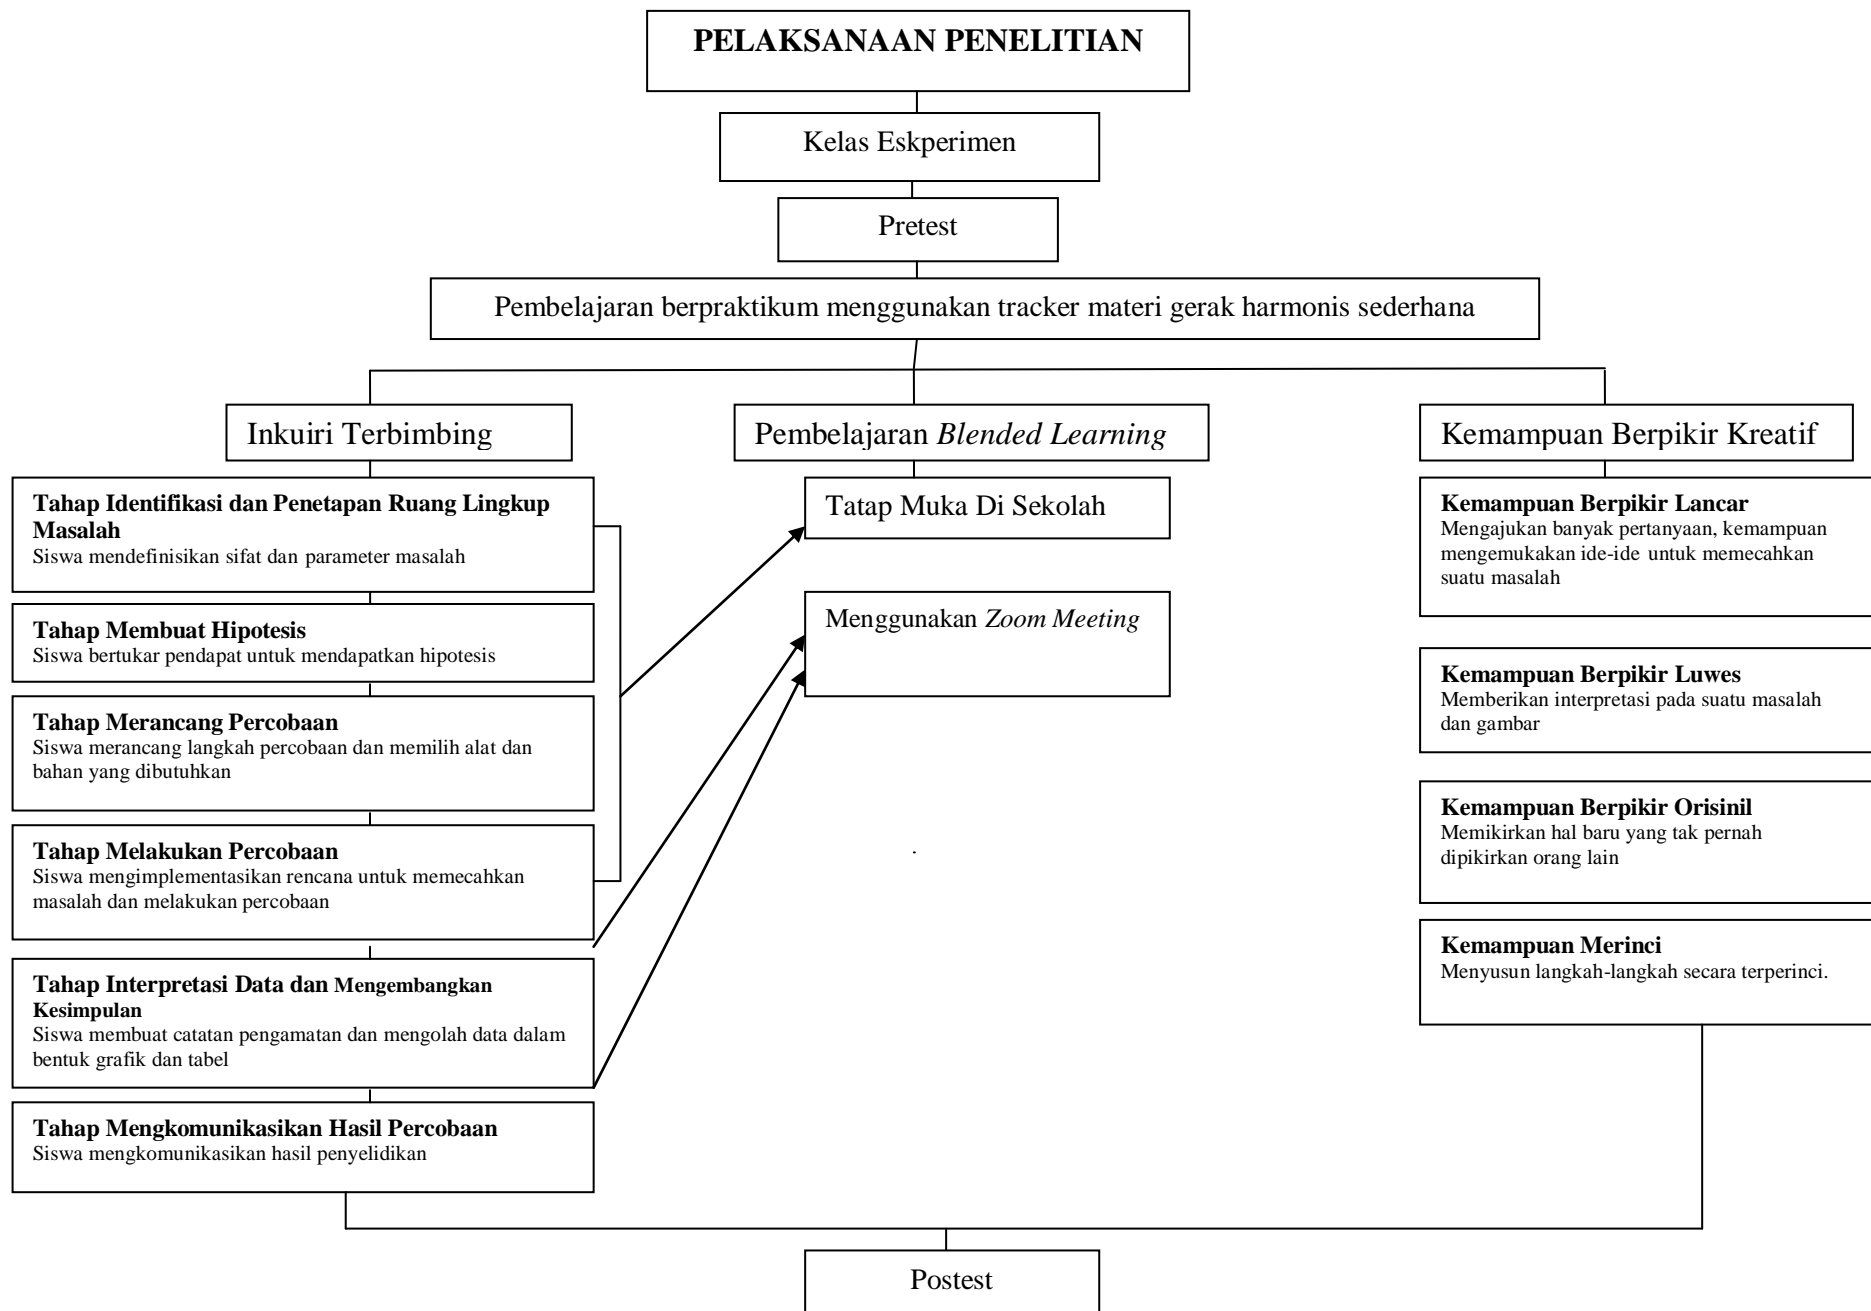 PELAKSANAAN PENELITIAN
Kelas Eskperimen
Pretest
Pembelajaran berpraktikum menggunakan tracker materi gerak harmonis sederhana
Inkuiri Terbimbing
Tahap Identifikasi dan Penetapan Ruang Lingkup
Masalah
Siswa mendefinisikan sifat dan parameter masalah
Tahap Membuat Hipotesis
Siswa bertukar pendapat untuk mendapatkan hipotesis
Tahap Merancang Percobaan
Siswa merancang langkah percobaan dan memilih alat dan
bahan yang dibutuhkan
Tahap Melakukan Percobaan
Siswa mengimplementasikan rencana untuk memecahkan
masalah dan melakukan percobaan
Tahap Interpretasi Data dan Mengembangkan
Kesimpulan
Siswa membuat catatan pengamatan dan mengolah data dalam
bentuk grafik dan tabel
Tahap Mengkomunikasikan Hasil Percobaan
Siswa mengkomunikasikan hasil penyelidikan
Pembelajaran Blended Learning
Tatap Muka Di Sekolah
Menggunakan Zoom Meeting
.
Kemampuan Berpikir Kreatif
Kemampuan Berpikir Lancar
Mengajukan banyak pertanyaan, kemampuan
mengemukakan ide-ide untuk memecahkan
suatu masalah
Kemampuan Berpikir Luwes
Memberikan interpretasi pada suatu masalah
dan gambar
Kemampuan Berpikir Orisinil
Memikirkan hal baru yang tak pernah
dipikirkan orang lain
Kemampuan Merinci
Menyusun langkah-langkah secara terperinci.
Postest